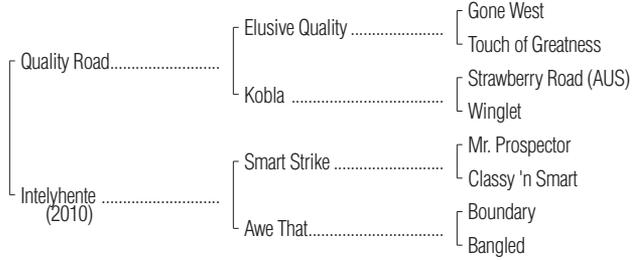 Gone West
Elusive Quality ........................
Touch of Greatness
Quality Road............................
Strawberry Road (AUS)
Kobla ........................................
Winglet
Mr. Prospector
Smart Strike ............................
Classy 'n Smart
Intelyhente ..............................
(2010)
Boundary
Awe That...................................
Bangled